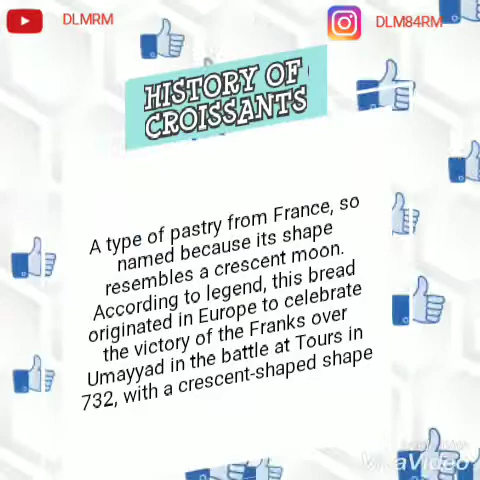 DLMRM
DLM84RM
HISTORY OF
CROISSANTS
A type of pastry from France, so
named because its shape
resembles a crescent moon.
According to legend, this bread
originated in Europe to celebrate
the victory of the Franks over
Umayyad in the battle at Tours in
732, with a crescent-shaped shape
VivaVideo